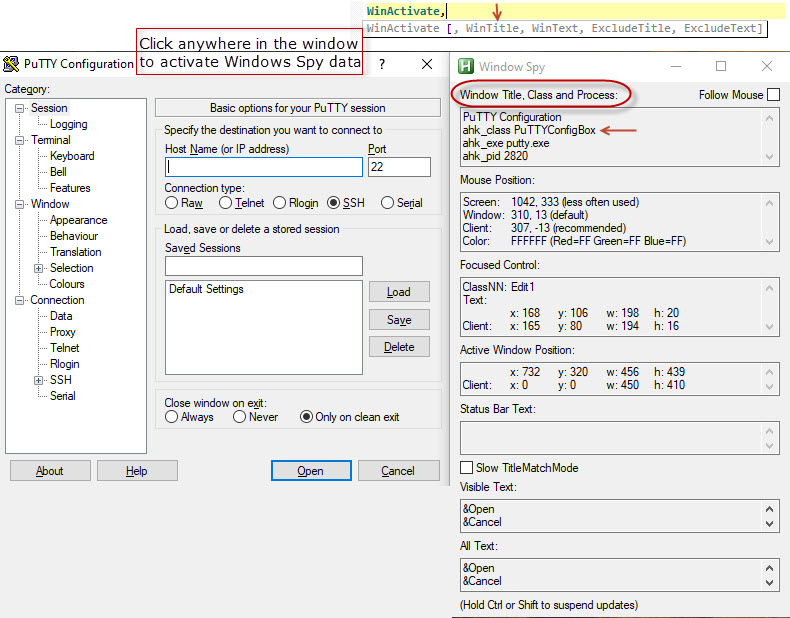 WinActivate,
WinActivate [, WinTitle, WinText, ExcludeTitle, ExcludeText]
Click anywhere in the window
to activate Windows Spy data
PuTTY Configuration
?
Category:
Session
Logging
Terminal
Keyboard
Bell
Features
Window
Appearance
Behaviour
Translation
Selection
Colours
Connection
Data
Proxy
Telnet
Rlogin
SSH
Serial
Basic options for your PuTTY session
Specify the destination you want to connect to
Host Name (or IP address) Port
22
Connection type:
Raw Telnet Rlogin SSH Serial
Load, save or delete a stored session
Saved Sessions
Default Settings
Load
Save
Delete
Close window on exit:
Always Never Only on clean exit
About Help Open Cancel
H Window Spy
Window Title, Class and Process: Follow Mouse
PuTTY Configuration
ahk_class PuTTYConfigBox
ahk_exe putty.exe
ahk_pid 2820
Mouse Position:
Screen: 1042, 333 (less often used)
Window: 310, 13 (default)
Client: 307, -13 (recommended)
Color: FFFFFF (Red=FF Green=FF Blue=FF)
Focused Control:
ClassNN: Edit1
Text:
x: 168 y: 106 w: 198 h: 20
Client: x: 165 y: 80 w: 194 h: 16
Active Window Position:
x: 732 y: 320 w: 456 h: 439
Client: x: 0 y: 0 w: 450 h: 410
Status Bar Text:
Slow TitleMatchMode
Visible Text:
&Open
&Cancel
All Text:
&Open
&Cancel
(Hold Ctrl or Shift to suspend updates)